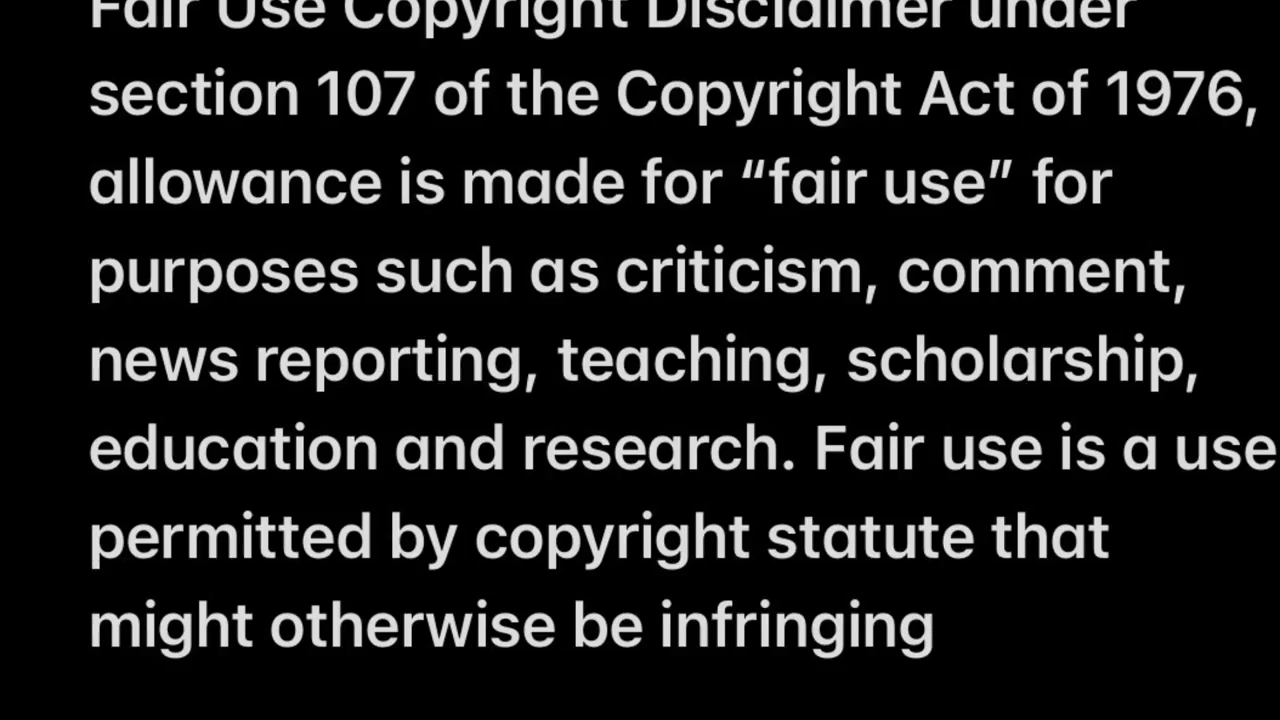 Fair Use Copyright Disclaimer under
section 107 of the Copyright Act of 1976,
allowance is made for “fair use” for
purposes such as criticism, comment,
news reporting, teaching, scholarship,
education and research. Fair use is a use
permitted by copyright statute that
might otherwise be infringing